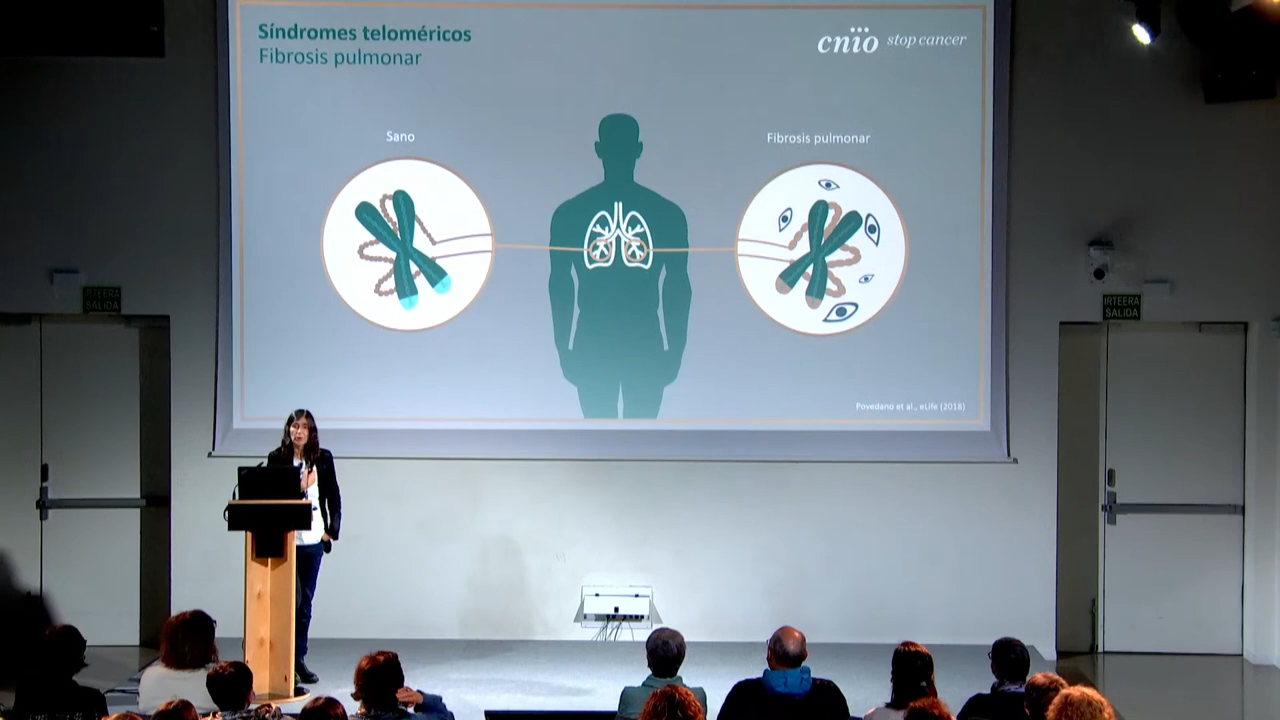 Síndromes teloméricos
Fibrosis pulmonar
cnio stop cancer
Sano
Fibrosis pulmonar
Povedano et al., eLife (2018)
IRTEERA
SALIDA
IRTEERA
SALIDA